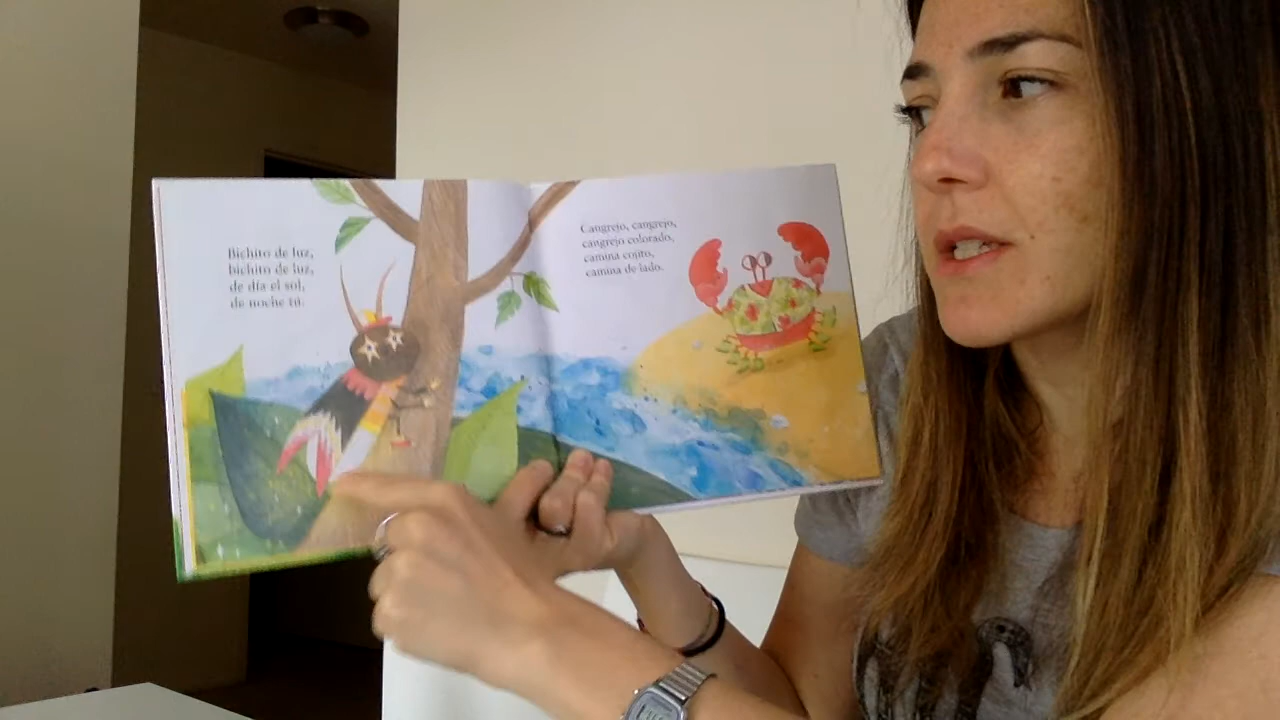 Bichito de luz,
bichito de luz,
de día el sol,
de noche tú.
Cangrejo, cangrejo,
cangrejo colorado,
camina cojito,
camina de lado.